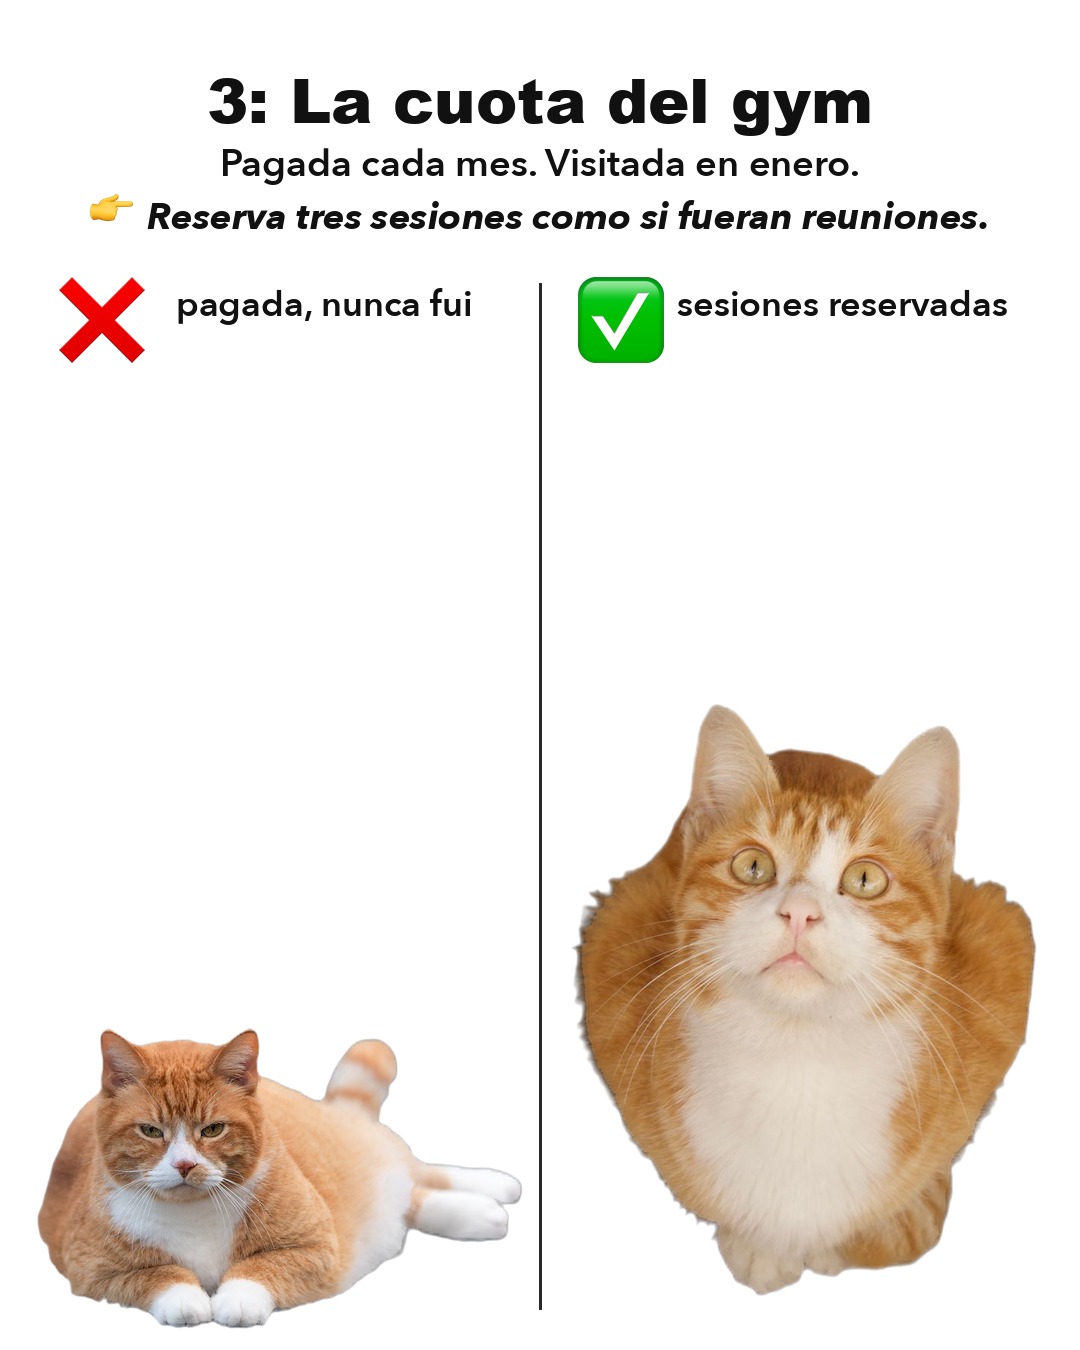 3: La cuota del gym
Pagada cada mes. Visitada en enero.
👉 Reserva tres sesiones como si fueran reuniones.
❌ pagada, nunca fui
✅ sesiones reservadas